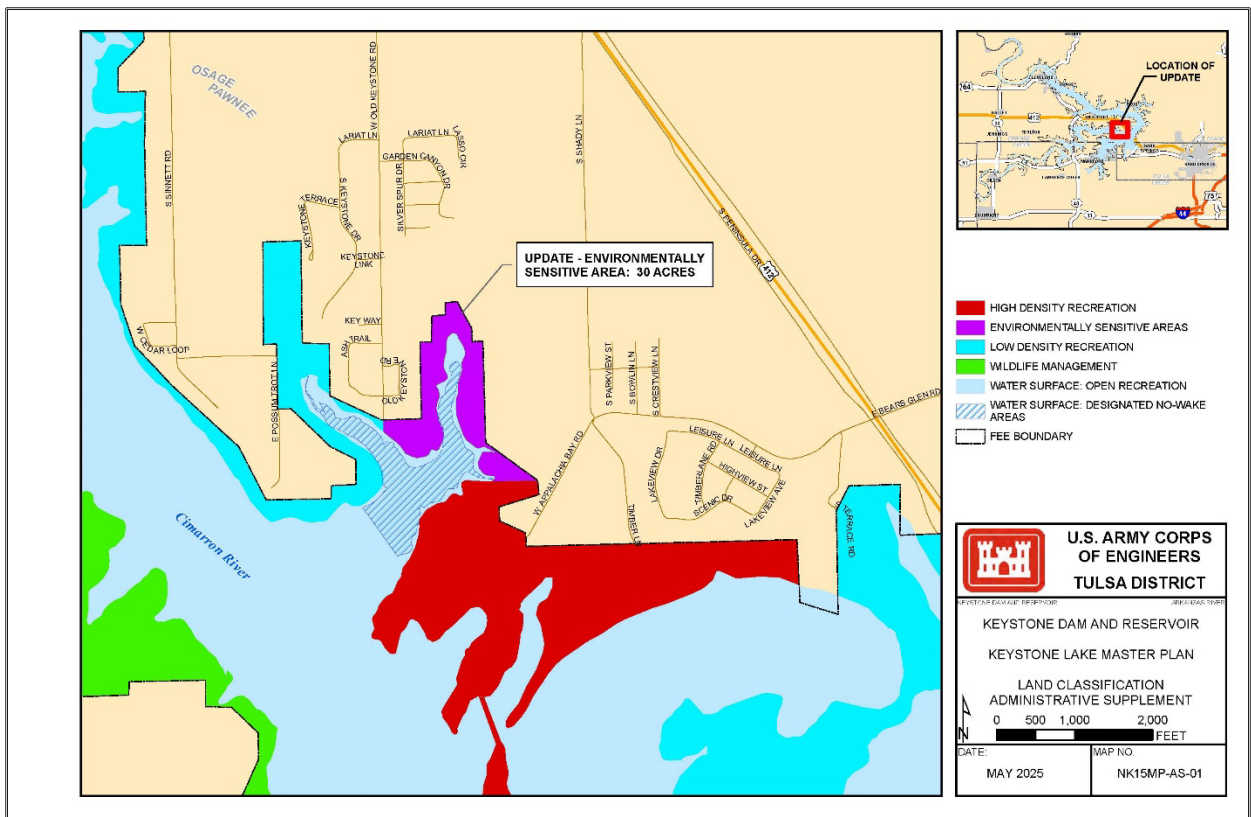 OSAGE
PAWNEE
S SINNETT RD
W OLD KEYSTONE RD
LARIAT LN
LARIAT LN
LASSO DR
GARDEN CANYON DR
SILVER SPUR DR
S KEYSTONE DR
TERRACE
KEYSTONE
KEYSTONE
LINK
KEY WAY
ASH TRAIL
OLD KEYSTONE RD
W CEDAR LOOP
E POSSUM TROT LN
S SHADY LN
S PENINSULA DR
412
UPDATE - ENVIRONMENTALLY
SENSITIVE AREA: 30 ACRES
S PARKVIEW ST
S BOWLIN LN
S CRESTVIEW LN
E BEARS GLEN RD
W APPALACHIA BAY RD
LEISURE LN
LEISURE LN
LAKEVIEW DR
TIMBERLANE RD
HIGHVIEW ST
SCENIC DR
LAKEVIEW AVE
TIMBER LN
TERRACE RD
Cimarron River
LOCATION OF
UPDATE
64
412
75
44
HIGH DENSITY RECREATION
ENVIRONMENTALLY SENSITIVE AREAS
LOW DENSITY RECREATION
WILDLIFE MANAGEMENT
WATER SURFACE: OPEN RECREATION
WATER SURFACE: DESIGNATED NO-WAKE
AREAS
FEE BOUNDARY
U.S. ARMY CORPS
OF ENGINEERS
TULSA DISTRICT
KEYSTONE DAM AND RESERVOIR
ARKANSAS RIVER
KEYSTONE DAM AND RESERVOIR
KEYSTONE LAKE MASTER PLAN
LAND CLASSIFICATION
ADMINISTRATIVE SUPPLEMENT
N
0 500 1,000 2,000
FEET
DATE:
MAY 2025
MAP NO.
NK15MP-AS-01